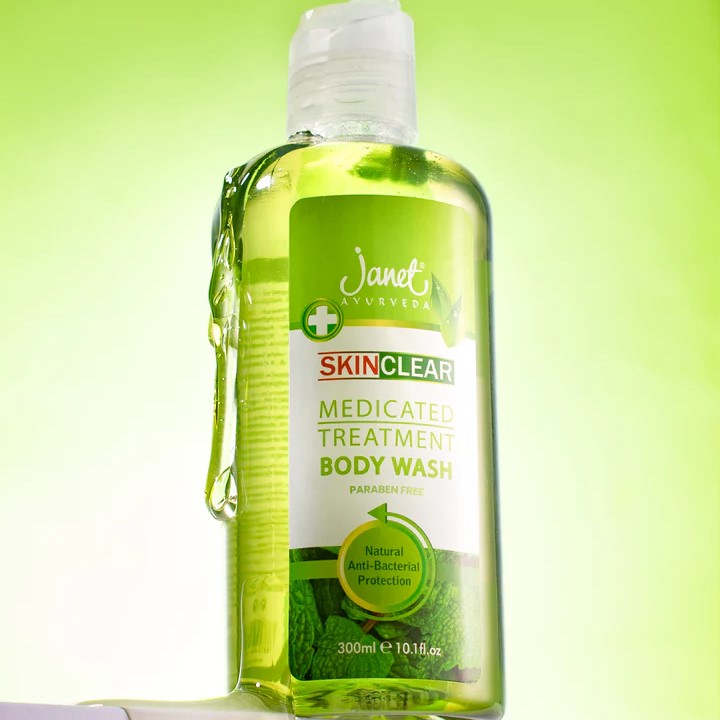 janet®
AYURVEDA
SKINCLEAR
MEDICATED
TREATMENT
BODY WASH
PARABEN FREE
Natural
Anti-Bacterial
Protection
300ml ℮ 10.1fl.oz